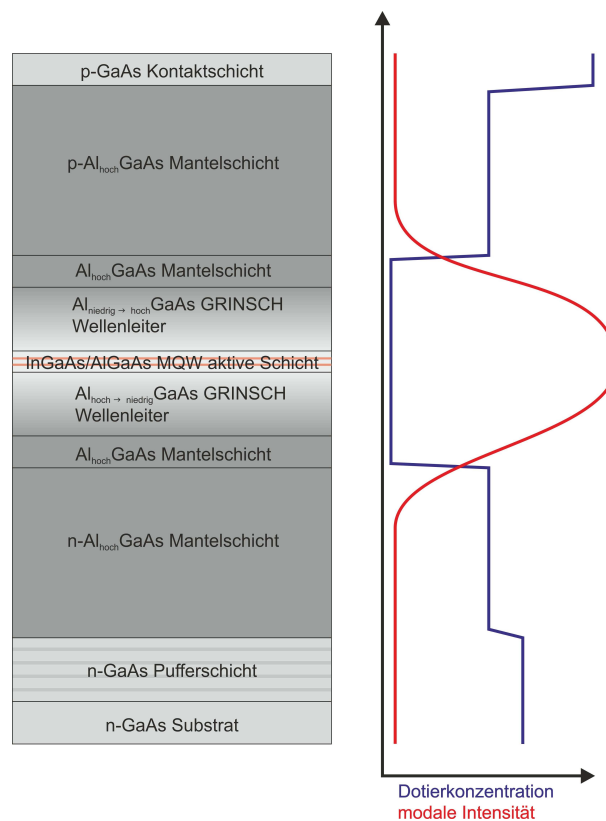 p-GaAs Kontaktschicht
p-AlhochGaAs Mantelschicht
AlhochGaAs Mantelschicht
Alniedrig → hochGaAs GRINSCH
Wellenleiter
InGaAs/AlGaAs MQW aktive Schicht
Alhoch → niedrigGaAs GRINSCH
Wellenleiter
AlhochGaAs Mantelschicht
n-AlhochGaAs Mantelschicht
n-GaAs Pufferschicht
n-GaAs Substrat
Dotierkonzentration
modale Intensität